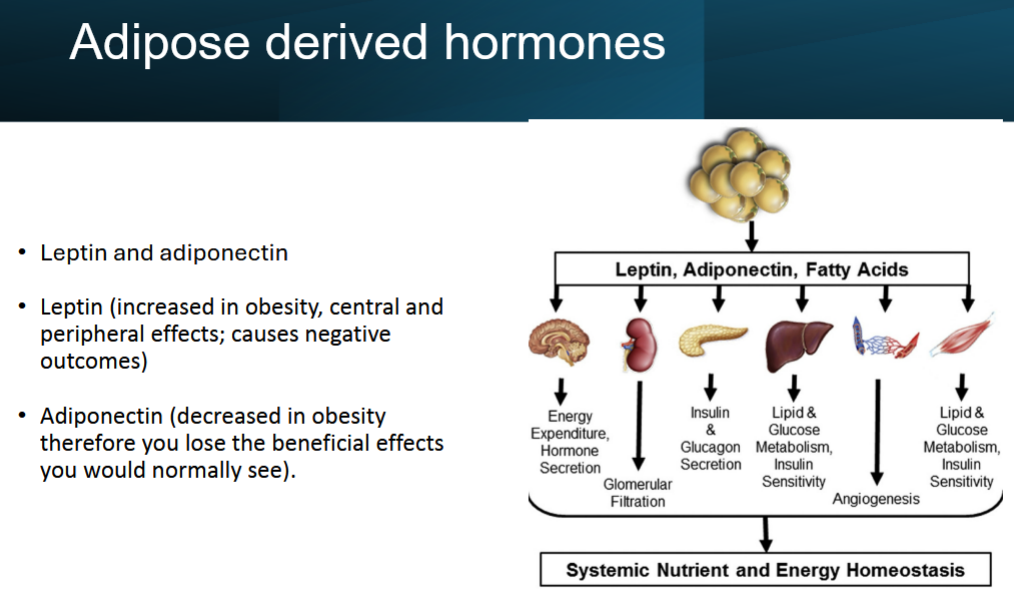 Adipose derived hormones
• Leptin and adiponectin
• Leptin (increased in obesity, central and
peripheral effects; causes negative
outcomes)
• Adiponectin (decreased in obesity
therefore you lose the beneficial effects
you would normally see).
Leptin, Adiponectin, Fatty Acids
Energy
Expenditure,
Hormone
Secretion
Glomerular
Filtration
Insulin
&
Glucagon
Secretion
Lipid &
Glucose
Metabolism,
Insulin
Sensitivity
Angiogenesis
Lipid &
Glucose
Metabolism,
Insulin
Sensitivity
Systemic Nutrient and Energy Homeostasis